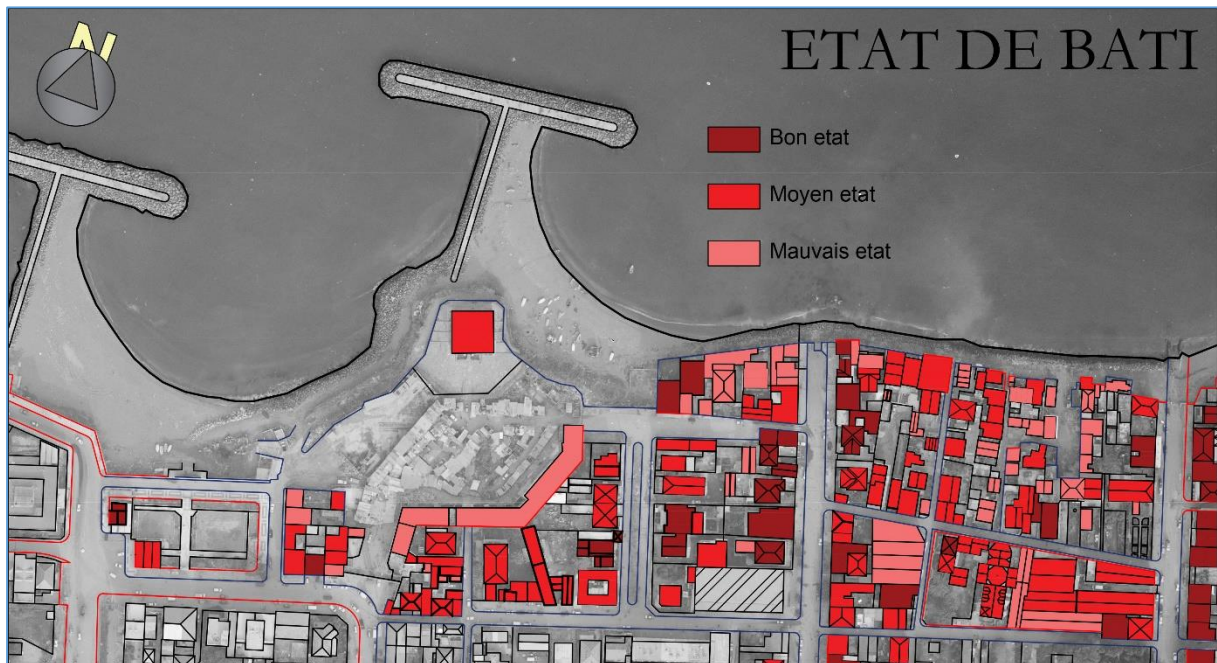 N
ETAT DE BATI
Bon etat
Moyen etat
Mauvais etat